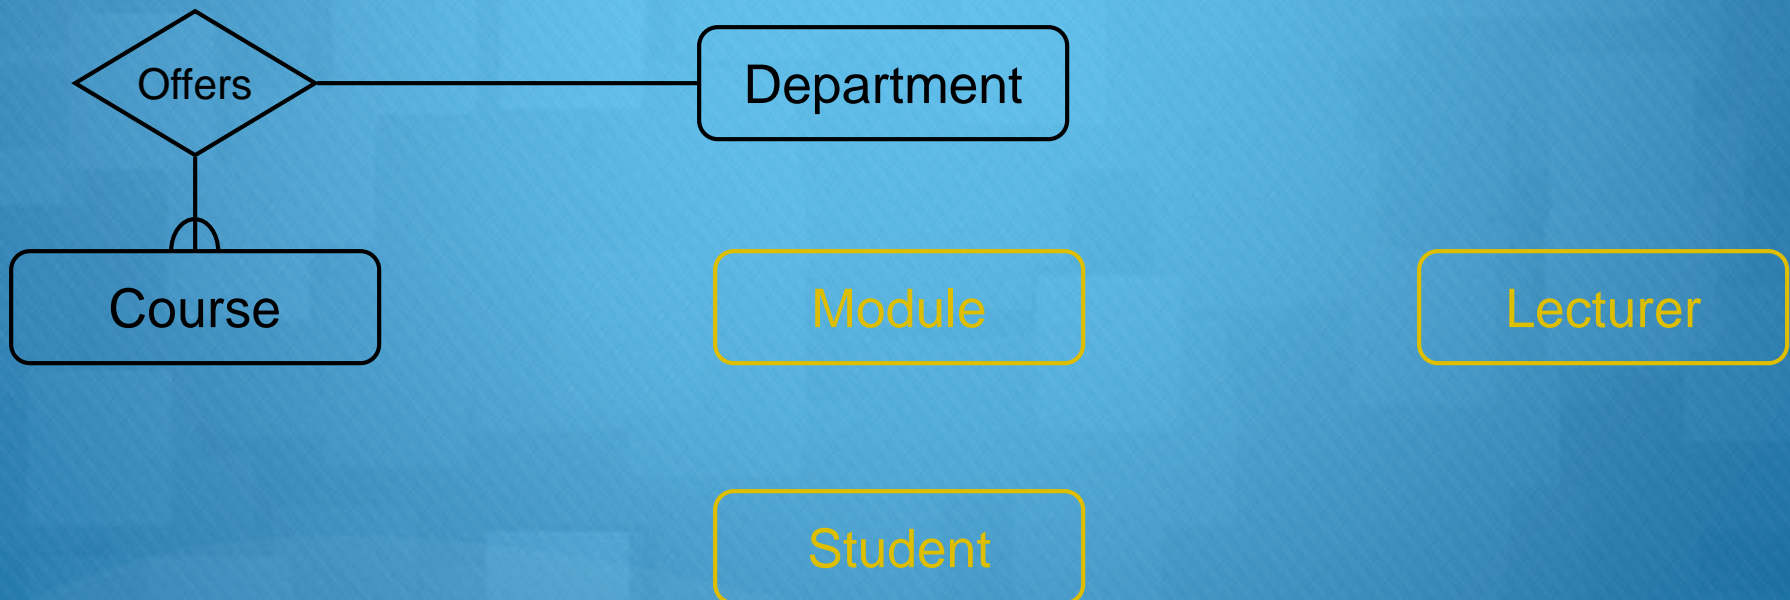 Offers
Department
Course
Module
Lecturer
Student